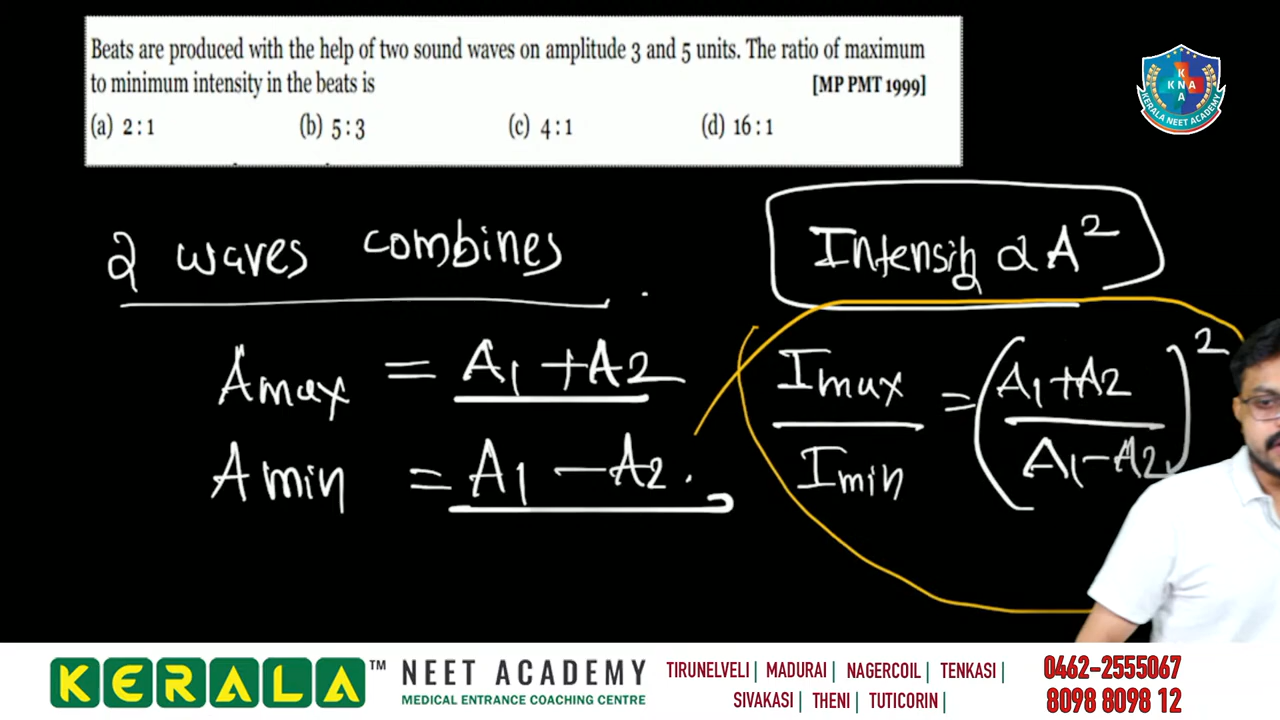 Beats are produced with the help of two sound waves on amplitude 3 and 5 units. The ratio of maximum
to minimum intensity in the beats is [MP PMT 1999]
(a) 2 : 1 (b) 5 : 3 (c) 4 : 1 (d) 16 : 1
K
KNA
A
KERALA NEET ACADEMY
2 waves combines
Intensity α A²
Amax = A1 + A2
Amin = A1 − A2.
Imax / Imin = (A1+A2 / A1−A2)²
KERALA™
NEET ACADEMY
MEDICAL ENTRANCE COACHING CENTRE
TIRUNELVELI | MADURAI | NAGERCOIL | TENKASI |
SIVAKASI | THENI | TUTICORIN |
0462-2555067
8098 8098 12